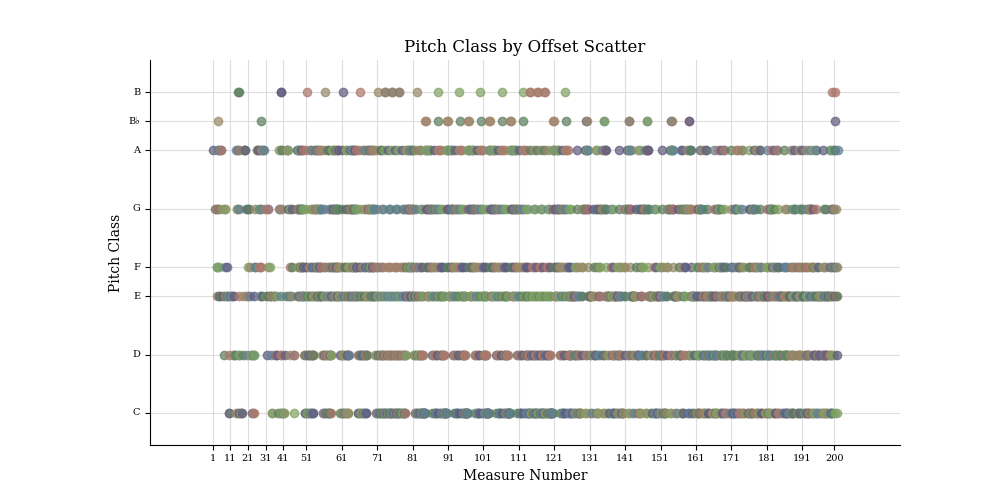 Pitch Class by Offset Scatter
B
B♭
A
G
F
E
D
C
Pitch Class
1 11 21 31 41 51 61 71 81 91 101 111 121 131 141 151 161 171 181 191 200
Measure Number